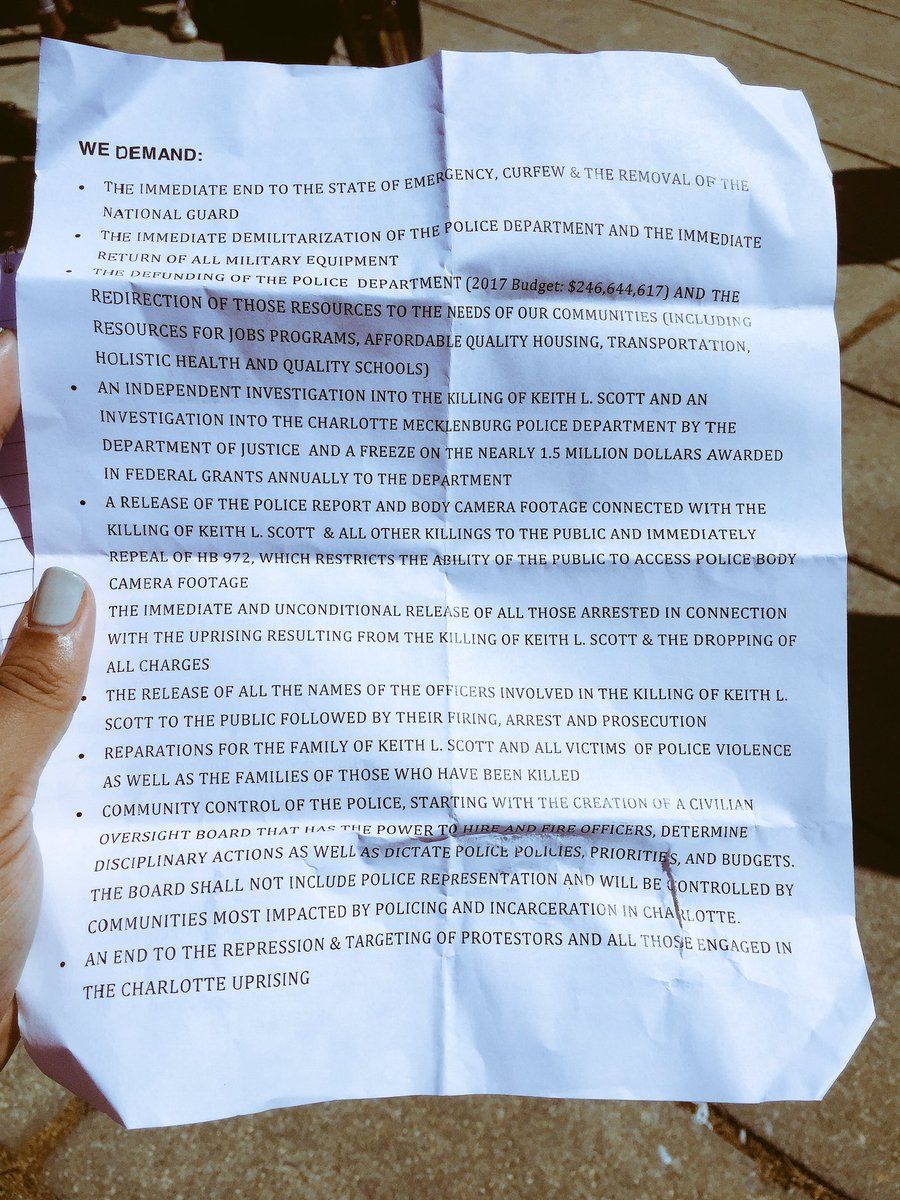 WE DEMAND:
• THE IMMEDIATE END TO THE STATE OF EMERGENCY, CURFEW & THE REMOVAL OF THE
NATIONAL GUARD
• THE IMMEDIATE DEMILITARIZATION OF THE POLICE DEPARTMENT AND THE IMMEDIATE
RETURN OF ALL MILITARY EQUIPMENT
• THE DEFUNDING OF THE POLICE DEPARTMENT (2017 Budget: $246,644,617) AND THE
REDIRECTION OF THOSE RESOURCES TO THE NEEDS OF OUR COMMUNITIES (INCLUDING
RESOURCES FOR JOBS PROGRAMS, AFFORDABLE QUALITY HOUSING, TRANSPORTATION,
HOLISTIC HEALTH AND QUALITY SCHOOLS)
• AN INDEPENDENT INVESTIGATION INTO THE KILLING OF KEITH L. SCOTT AND AN
INVESTIGATION INTO THE CHARLOTTE MECKLENBURG POLICE DEPARTMENT BY THE
DEPARTMENT OF JUSTICE AND A FREEZE ON THE NEARLY 1.5 MILLION DOLLARS AWARDED
IN FEDERAL GRANTS ANNUALLY TO THE DEPARTMENT
• A RELEASE OF THE POLICE REPORT AND BODY CAMERA FOOTAGE CONNECTED WITH THE
KILLING OF KEITH L. SCOTT & ALL OTHER KILLINGS TO THE PUBLIC AND IMMEDIATELY
REPEAL OF HB 972, WHICH RESTRICTS THE ABILITY OF THE PUBLIC TO ACCESS POLICE BODY
CAMERA FOOTAGE
THE IMMEDIATE AND UNCONDITIONAL RELEASE OF ALL THOSE ARRESTED IN CONNECTION
WITH THE UPRISING RESULTING FROM THE KILLING OF KEITH L. SCOTT & THE DROPPING OF
ALL CHARGES
• THE RELEASE OF ALL THE NAMES OF THE OFFICERS INVOLVED IN THE KILLING OF KEITH L.
SCOTT TO THE PUBLIC FOLLOWED BY THEIR FIRING, ARREST AND PROSECUTION
• REPARATIONS FOR THE FAMILY OF KEITH L. SCOTT AND ALL VICTIMS OF POLICE VIOLENCE
AS WELL AS THE FAMILIES OF THOSE WHO HAVE BEEN KILLED
• COMMUNITY CONTROL OF THE POLICE, STARTING WITH THE CREATION OF A CIVILIAN
OVERSIGHT BOARD THAT HAS THE POWER TO HIRE AND FIRE OFFICERS, DETERMINE
DISCIPLINARY ACTIONS AS WELL AS DICTATE POLICE POLICIES, PRIORITIES, AND BUDGETS.
THE BOARD SHALL NOT INCLUDE POLICE REPRESENTATION AND WILL BE CONTROLLED BY
COMMUNITIES MOST IMPACTED BY POLICING AND INCARCERATION IN CHARLOTTE.
• AN END TO THE REPRESSION & TARGETING OF PROTESTORS AND ALL THOSE ENGAGED IN
THE CHARLOTTE UPRISING